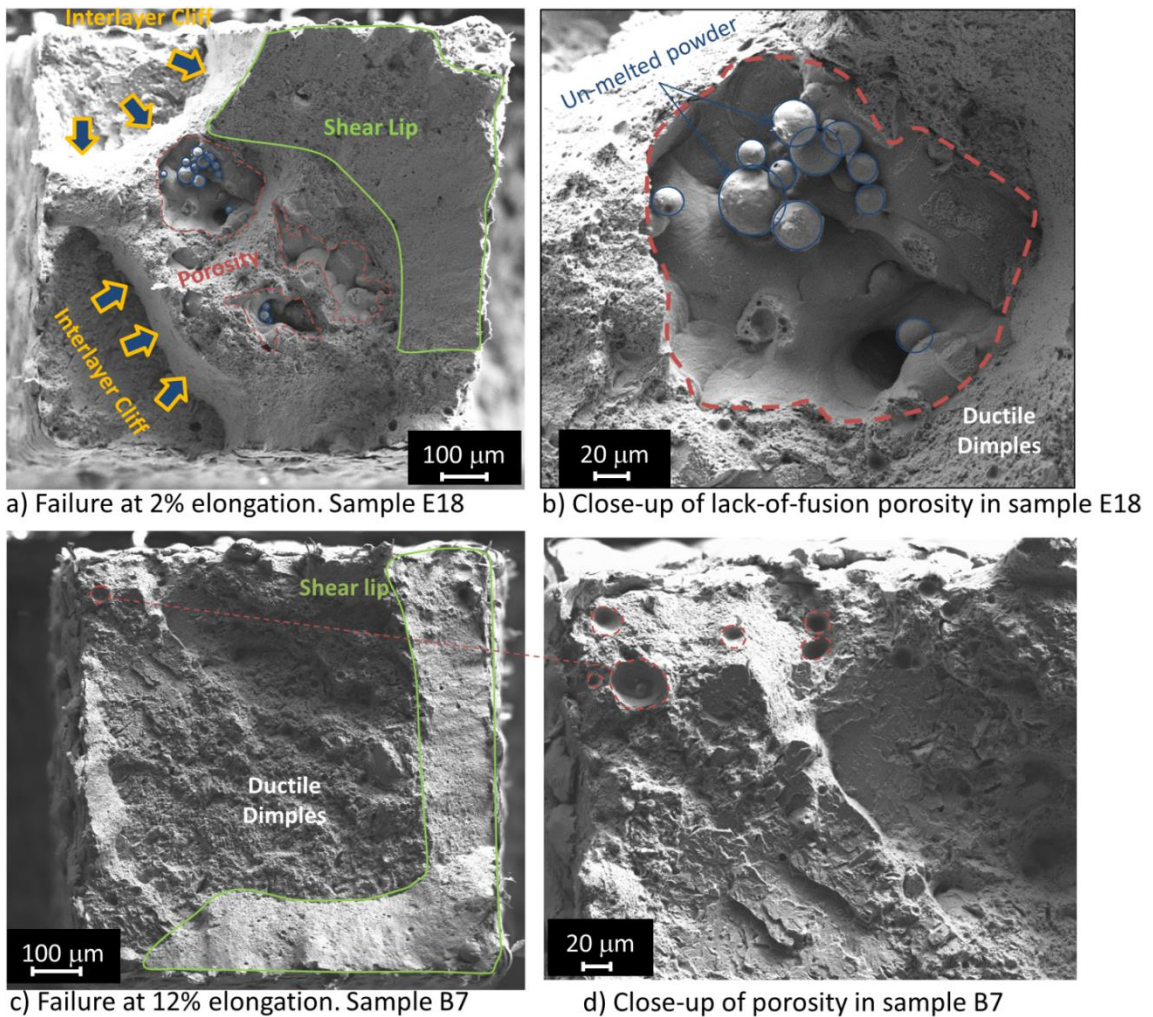 Interlayer Cliff
Shear Lip
Porosity
Interlayer Cliff
100 μm
a) Failure at 2% elongation. Sample E18
Un-melted powder
Ductile
Dimples
20 μm
b) Close-up of lack-of-fusion porosity in sample E18
Shear lip
Ductile
Dimples
100 μm
c) Failure at 12% elongation. Sample B7
20 μm
d) Close-up of porosity in sample B7